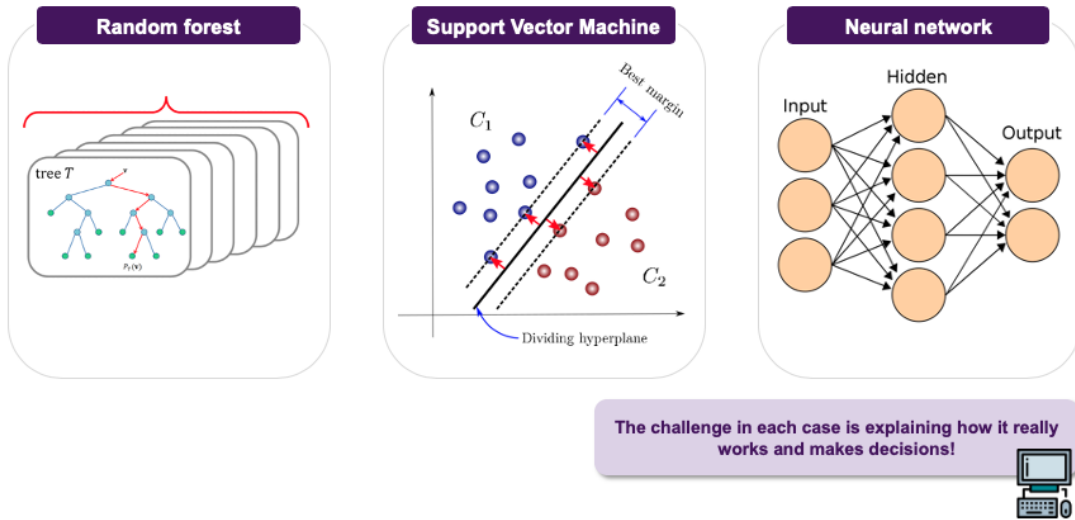 Random forest
tree T
v
P_T(v)
Support Vector Machine
Best margin
C₁
C₂
Dividing hyperplane
Neural network
Hidden
Input
Output
The challenge in each case is explaining how it really
works and makes decisions!